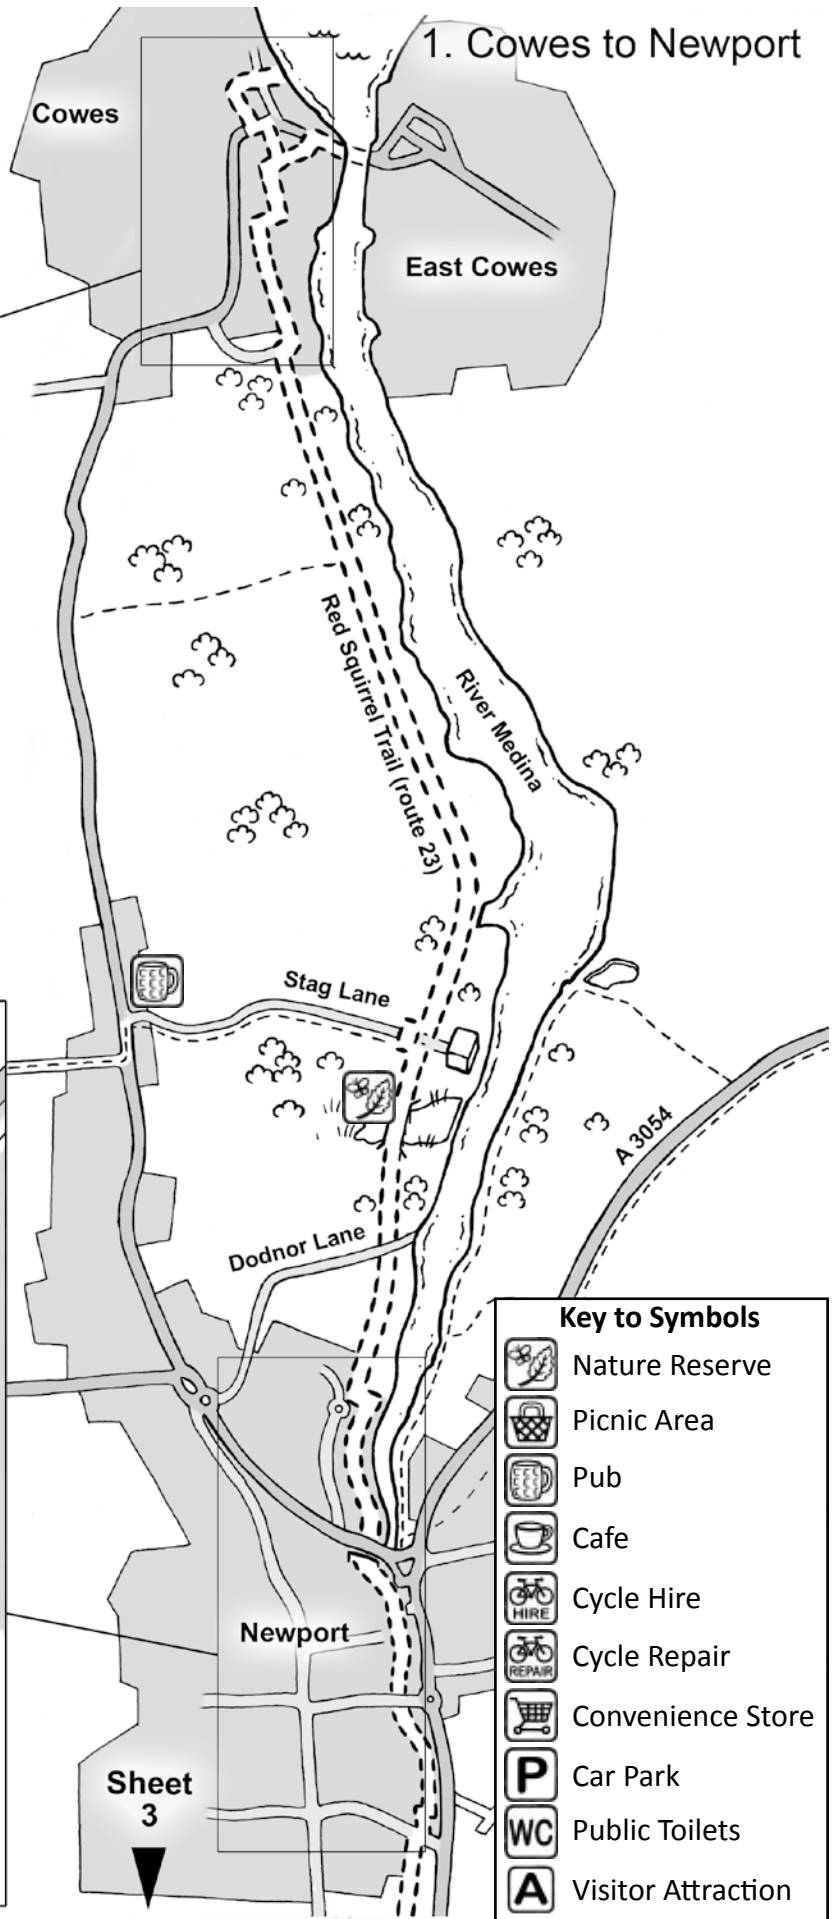 1. Cowes to Newport
Cowes
East Cowes
Red Squirrel Trail (route 23)
River Medina
Stag Lane
A 3054
Dodnor Lane
Newport
Sheet
3
Key to Symbols
Nature Reserve
Picnic Area
Pub
Cafe
HIRE
Cycle Hire
REPAIR
Cycle Repair
Convenience Store
P
Car Park
WC
Public Toilets
A
Visitor Attraction